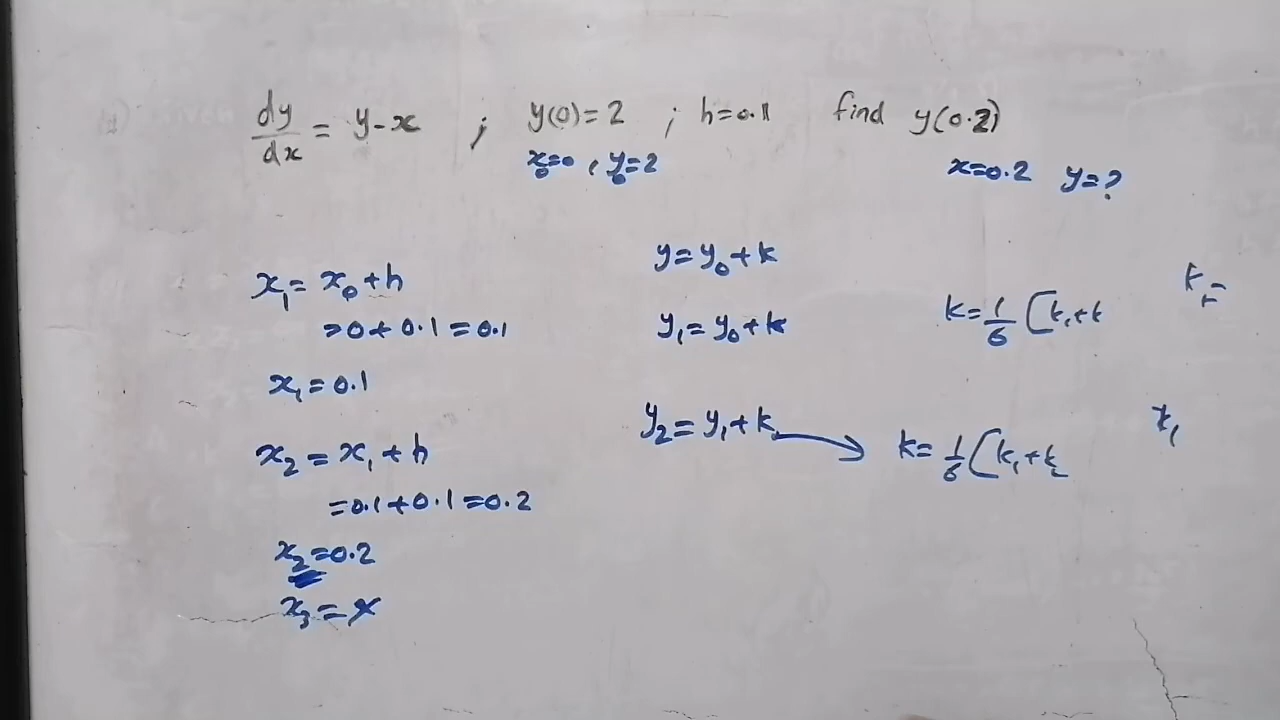 dy/dx = y-x ; y(0)=2 ; h=0.1 find y(0.2)
x₀=0 , y₀=2 x=0.2 y=?
y=y₀+k
x₁= x₀+h
=0+0.1=0.1
y₁=y₀+k
k=1/6 [k₁+k
x₁=0.1
y₂=y₁+k
k=1/6 (k₁+k₂
k₁
x₂=x₁+h
=0.1+0.1=0.2
x₂=0.2
x₃=x